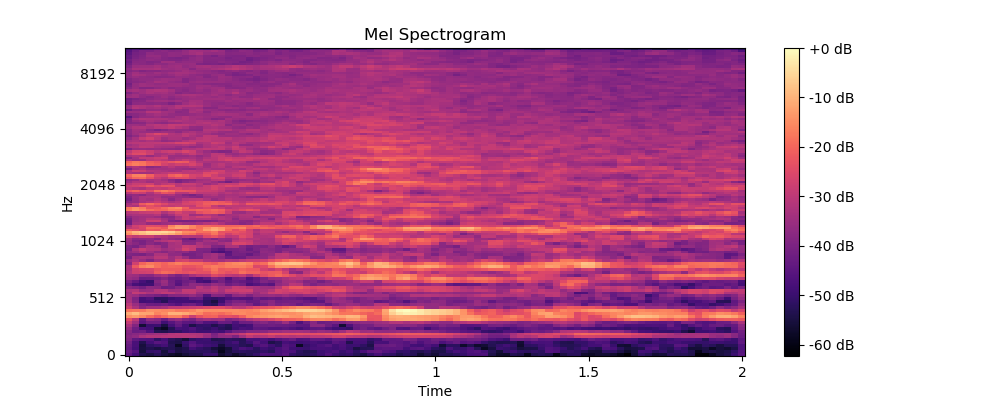 Mel Spectrogram
+0 dB
8192
-10 dB
4096
-20 dB
2048
-30 dB
Hz
1024
-40 dB
512
-50 dB
0
-60 dB
0 0.5 1 1.5 2
Time